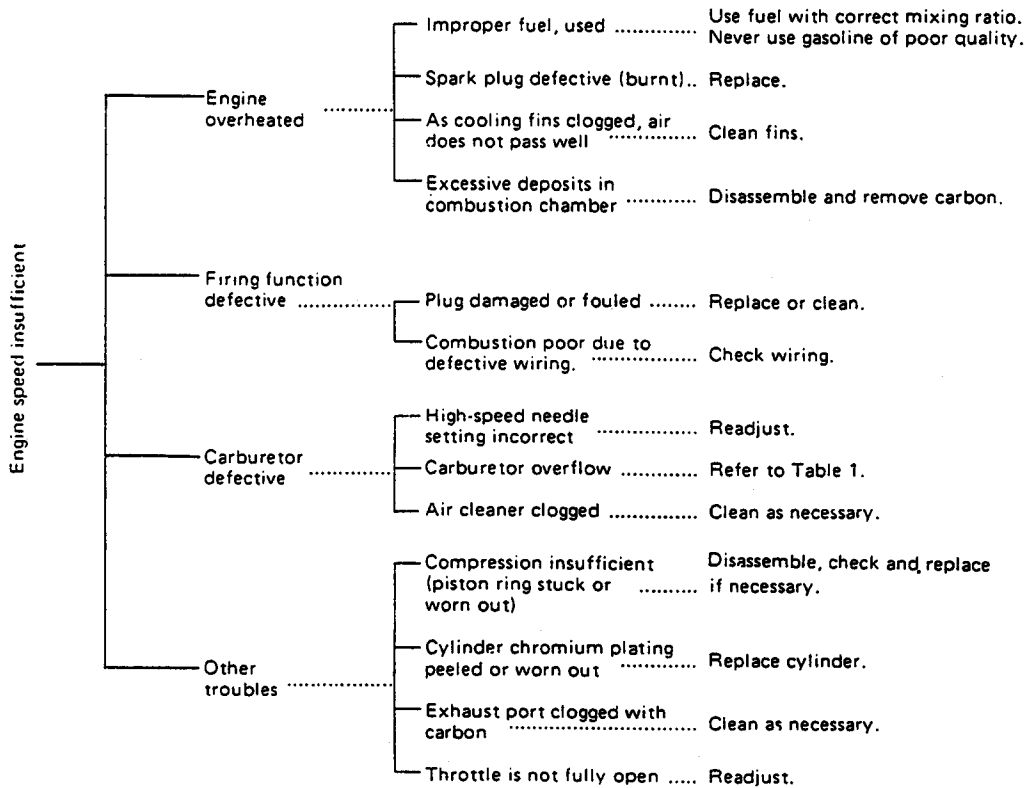 Engine speed insufficient
Engine
overheated ..............
Improper fuel, used .............. Use fuel with correct mixing ratio.
Never use gasoline of poor quality.
Spark plug defective (burnt).. Replace.
As cooling fins clogged, air
does not pass well .............. Clean fins.
Excessive deposits in
combustion chamber ............ Disassemble and remove carbon.
Firing function
defective ..................
Plug damaged or fouled ........ Replace or clean.
Combustion poor due to
defective wiring. ................. Check wiring.
Carburetor
defective ................
High-speed needle
setting incorrect ................ Readjust.
Carburetor overflow ............. Refer to Table 1.
Air cleaner clogged ............... Clean as necessary.
Other
troubles ....................
Compression insufficient
(piston ring stuck or
worn out) .......... Disassemble, check and replace
if necessary.
Cylinder chromium plating
peeled or worn out ............ Replace cylinder.
Exhaust port clogged with
carbon ................................ Clean as necessary.
Throttle is not fully open ..... Readjust.